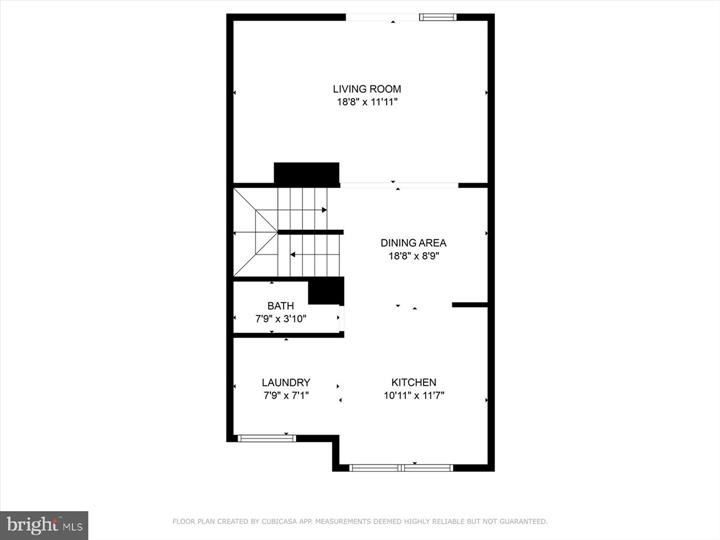 LIVING ROOM
18'8" x 11'11"
DINING AREA
18'8" x 8'9"
BATH
7'9" x 3'10"
LAUNDRY
7'9" x 7'1"
KITCHEN
10'11" x 11'7"
FLOOR PLAN CREATED BY CUBICASA APP. MEASUREMENTS DEEMED HIGHLY RELIABLE BUT NOT GUARANTEED.
bright MLS